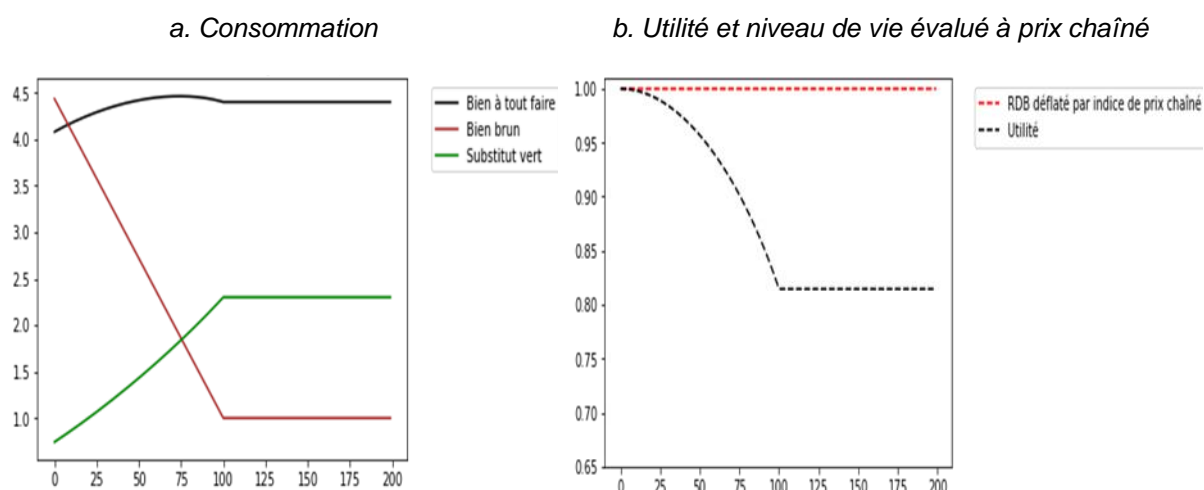 a. Consommation
b. Utilité et niveau de vie évalué à prix chaîné
4.5
4.0
3.5
3.0
2.5
2.0
1.5
1.0
0 25 50 75 100 125 150 175 200
Bien à tout faire
Bien brun
Substitut vert
1.00
0.95
0.90
0.85
0.80
0.75
0.70
0.65
0 25 50 75 100 125 150 175 200
RDB déflaté par indice de prix chaîné
Utilité